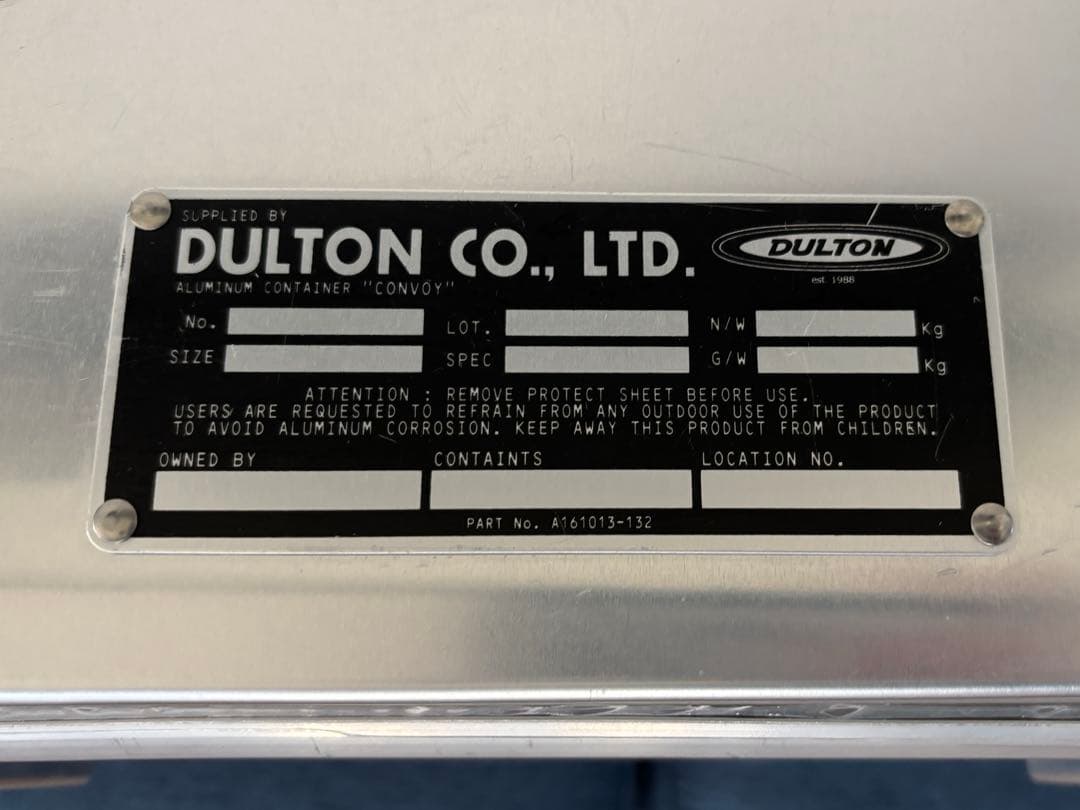 SUPPLIED BY
DULTON CO., LTD.
DULTON
est. 1988
ALUMINUM CONTAINER "CONVOY"
No. LOT. N/W Kg
SIZE SPEC G/W Kg
ATTENTION : REMOVE PROTECT SHEET BEFORE USE.
USERS ARE REQUESTED TO REFRAIN FROM ANY OUTDOOR USE OF THE PRODUCT
TO AVOID ALUMINUM CORROSION. KEEP AWAY THIS PRODUCT FROM CHILDREN.
OWNED BY CONTAINTS LOCATION NO.
PART No. A161013-132